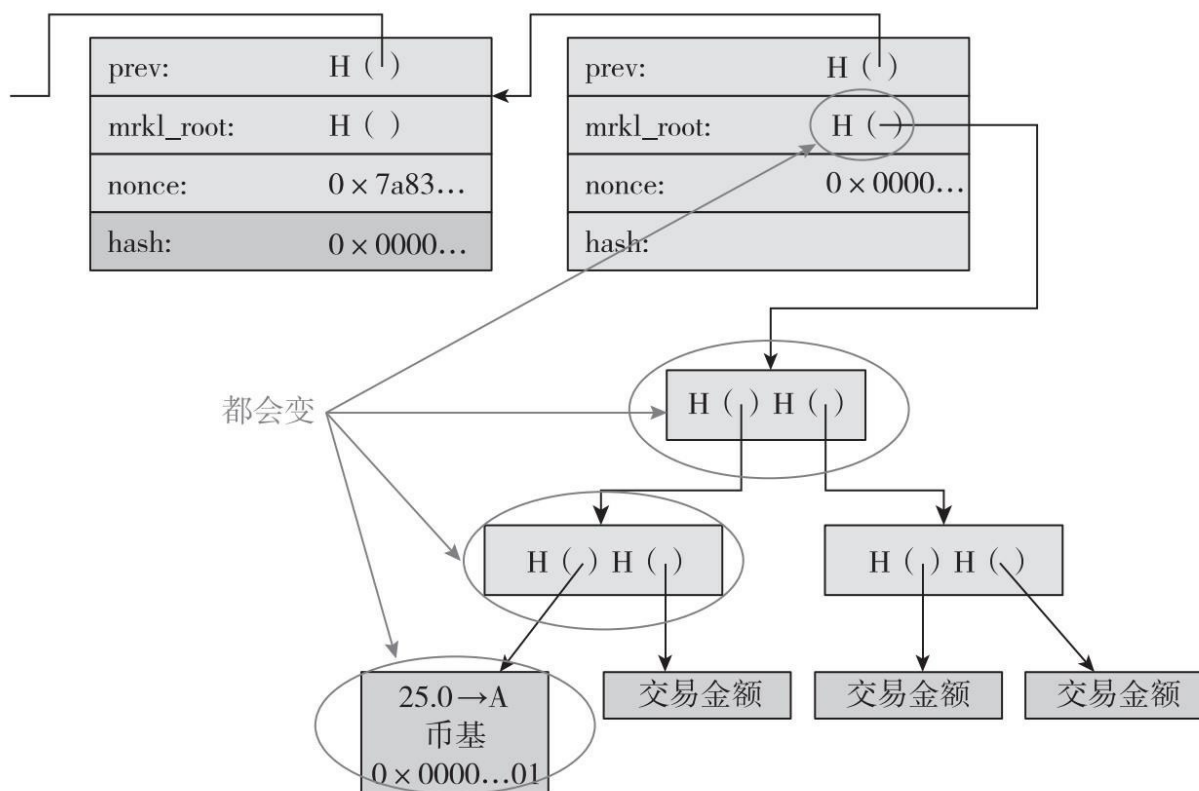 prev: H ( )
mrkl_root: H ( )
nonce: 0×7a83...
hash: 0×0000...
prev: H ( )
mrkl_root: H ( )
nonce: 0×0000...
hash:
都会变
H ( ) H ( )
H ( ) H ( )
H ( ) H ( )
25.0→A
币基
0×0000...01
交易金额
交易金额
交易金额